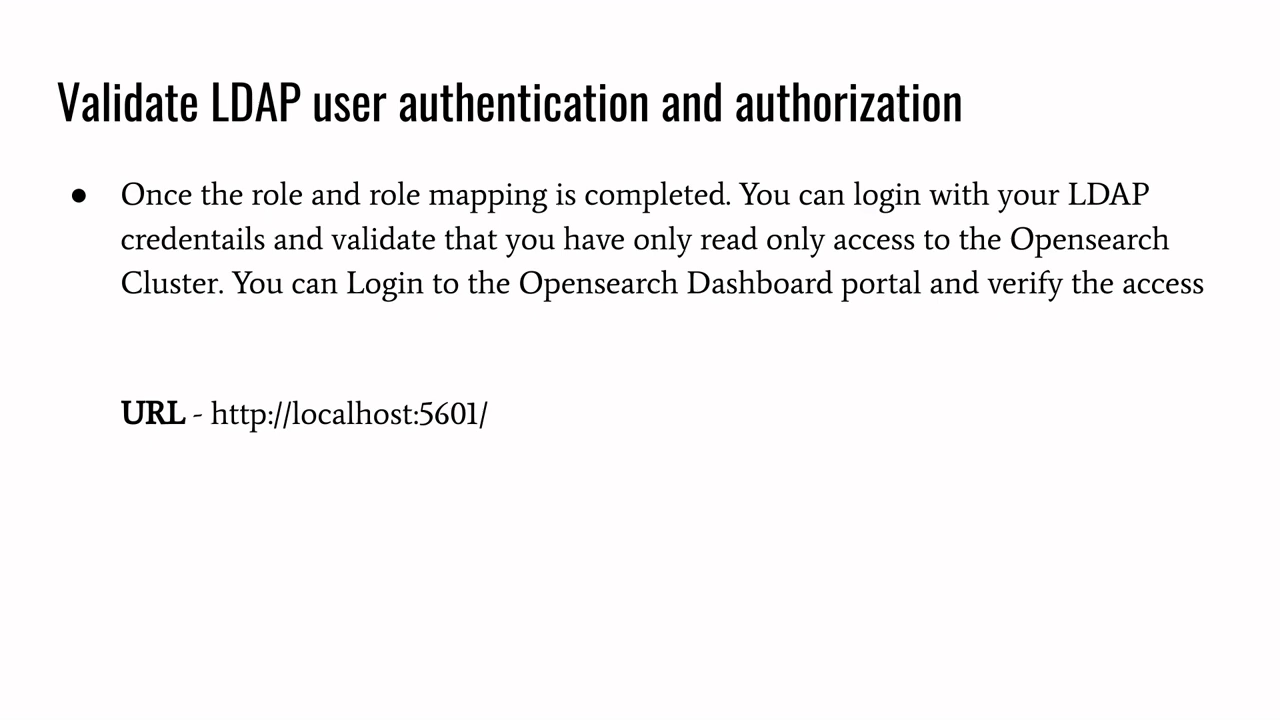 Validate LDAP user authentication and authorization
● Once the role and role mapping is completed. You can login with your LDAP
credentails and validate that you have only read only access to the Opensearch
Cluster. You can Login to the Opensearch Dashboard portal and verify the access
URL - http://localhost:5601/